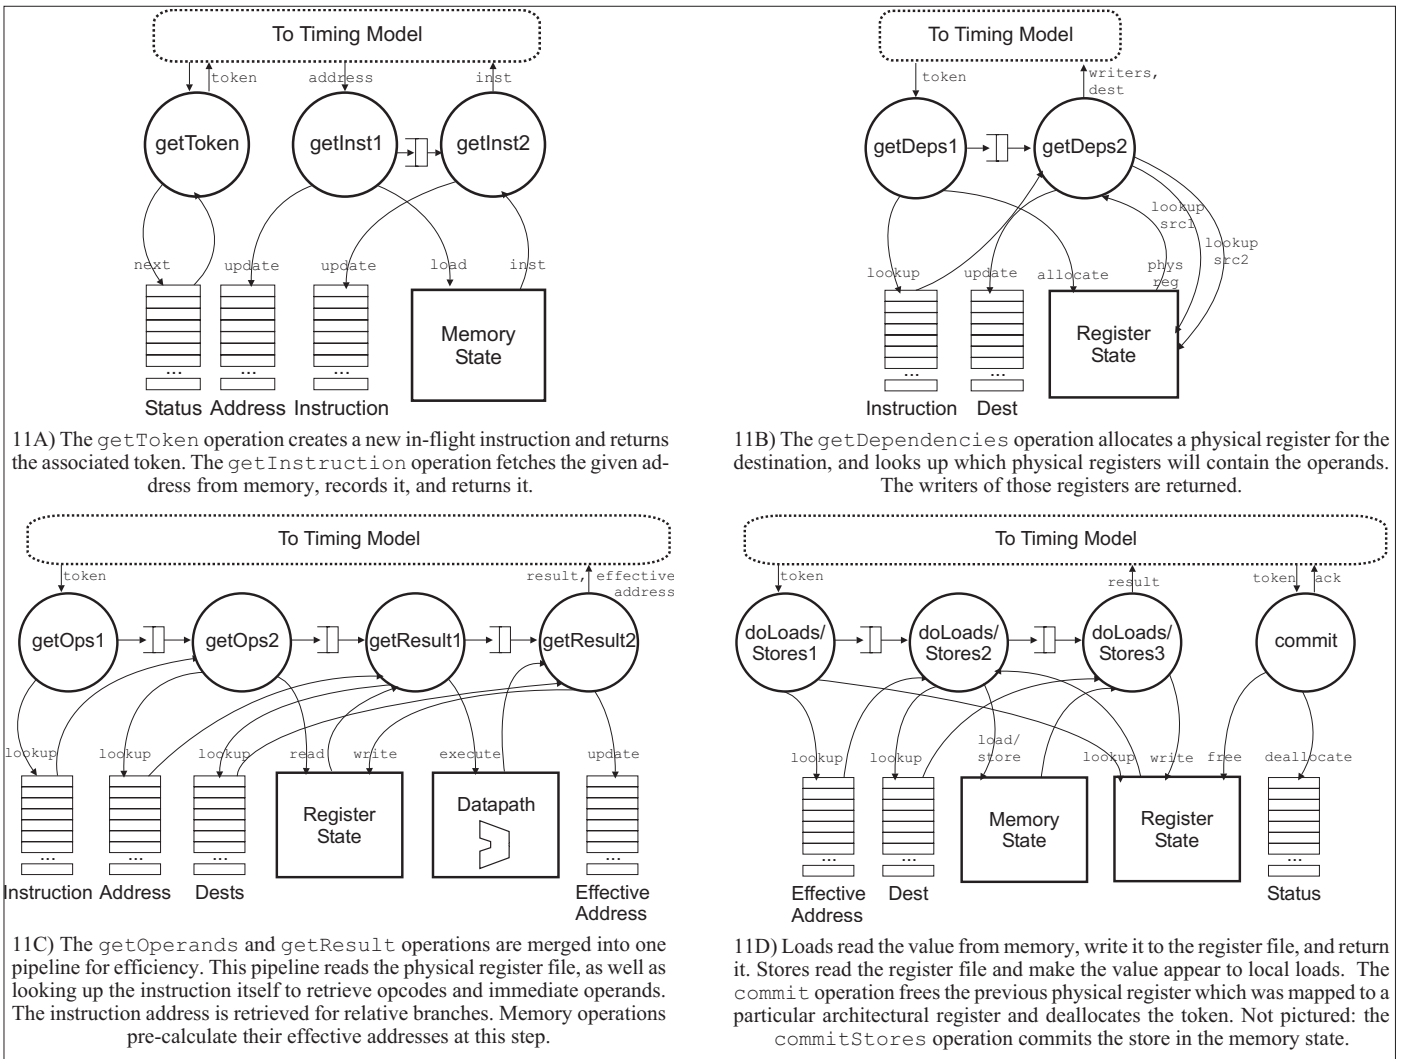 To Timing Model
token
address
inst
getToken
getInst1
getInst2
next
update
update
load
inst
Memory
State
...
...
...
Status
Address
Instruction
11A) The getToken operation creates a new in-flight instruction and returns
the associated token. The getInstruction operation fetches the given ad-
dress from memory, records it, and returns it.
To Timing Model
token
writers,
dest
getDeps1
getDeps2
lookup
src1
lookup
src2
lookup
update
allocate
phys
reg
Register
State
...
...
Instruction
Dest
11B) The getDependencies operation allocates a physical register for the
destination, and looks up which physical registers will contain the operands.
The writers of those registers are returned.
To Timing Model
token
result, effective
address
getOps1
getOps2
getResult1
getResult2
lookup
lookup
lookup
read
write
execute
update
Register
State
Datapath
...
...
...
...
Instruction
Address
Dests
Effective
Address
11C) The getOperands and getResult operations are merged into one
pipeline for efficiency. This pipeline reads the physical register file, as well as
looking up the instruction itself to retrieve opcodes and immediate operands.
The instruction address is retrieved for relative branches. Memory operations
pre-calculate their effective addresses at this step.
To Timing Model
token
result
token
ack
doLoads/
Stores1
doLoads/
Stores2
doLoads/
Stores3
commit
lookup
lookup
load/
store
lookup
write
free
deallocate
Memory
State
Register
State
...
...
...
Effective
Address
Dest
Status
11D) Loads read the value from memory, write it to the register file, and return
it. Stores read the register file and make the value appear to local loads. The
commit operation frees the previous physical register which was mapped to a
particular architectural register and deallocates the token. Not pictured: the
commitStores operation commits the store in the memory state.